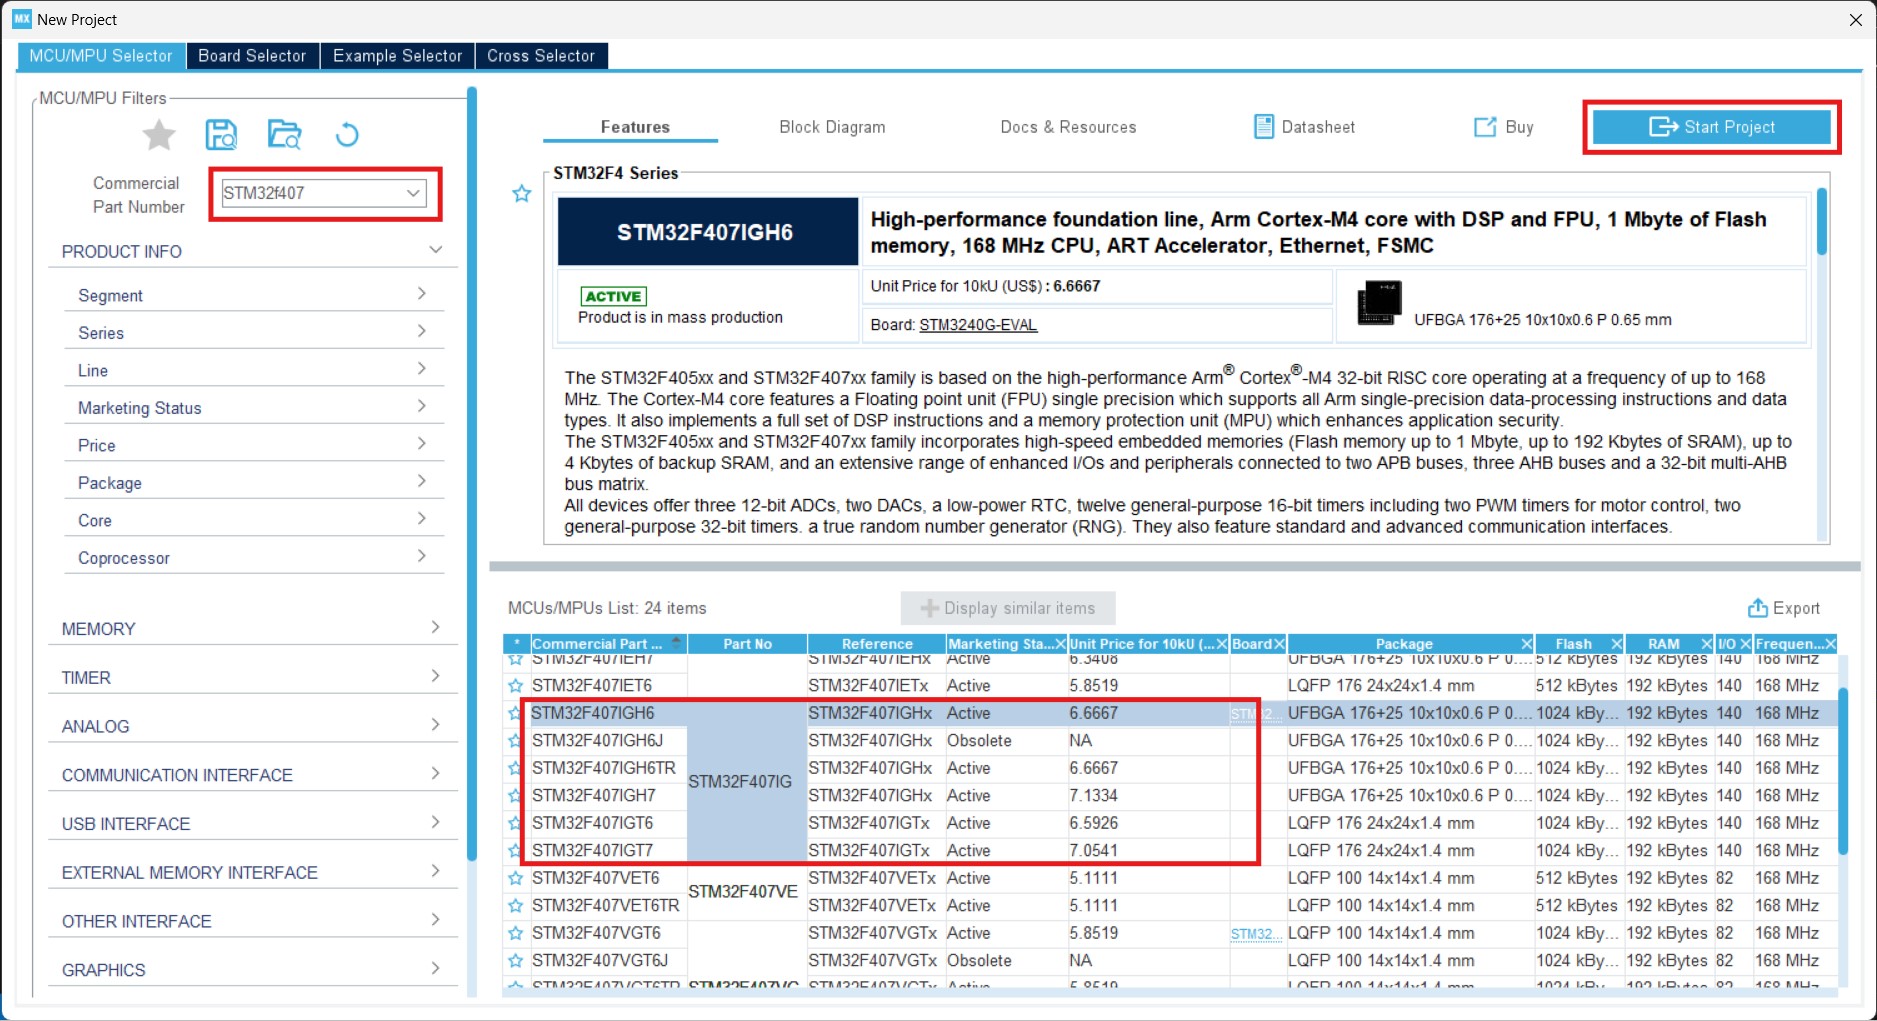 MX New Project
MCU/MPU Selector Board Selector Example Selector Cross Selector
MCU/MPU Filters
Commercial
Part Number
STM32f407
PRODUCT INFO
Segment
Series
Line
Marketing Status
Price
Package
Core
Coprocessor
MEMORY
TIMER
ANALOG
COMMUNICATION INTERFACE
USB INTERFACE
EXTERNAL MEMORY INTERFACE
OTHER INTERFACE
GRAPHICS
Features Block Diagram Docs & Resources Datasheet Buy Start Project
STM32F4 Series
STM32F407IGH6
High-performance foundation line, Arm Cortex-M4 core with DSP and FPU, 1 Mbyte of Flash
memory, 168 MHz CPU, ART Accelerator, Ethernet, FSMC
ACTIVE
Product is in mass production
Unit Price for 10kU (US$) : 6.6667
Board: STM3240G-EVAL
UFBGA 176+25 10x10x0.6 P 0.65 mm
The STM32F405xx and STM32F407xx family is based on the high-performance Arm® Cortex®-M4 32-bit RISC core operating at a frequency of up to 168
MHz. The Cortex-M4 core features a Floating point unit (FPU) single precision which supports all Arm single-precision data-processing instructions and data
types. It also implements a full set of DSP instructions and a memory protection unit (MPU) which enhances application security.
The STM32F405xx and STM32F407xx family incorporates high-speed embedded memories (Flash memory up to 1 Mbyte, up to 192 Kbytes of SRAM), up to
4 Kbytes of backup SRAM, and an extensive range of enhanced I/Os and peripherals connected to two APB buses, three AHB buses and a 32-bit multi-AHB
bus matrix.
All devices offer three 12-bit ADCs, two DACs, a low-power RTC, twelve general-purpose 16-bit timers including two PWM timers for motor control, two
general-purpose 32-bit timers. a true random number generator (RNG). They also feature standard and advanced communication interfaces.
MCUs/MPUs List: 24 items Display similar items Export
* Commercial Part ... Part No Reference Marketing Sta... Unit Price for 10kU (... Board Package Flash RAM I/O Frequen...
STM32F407IEH7 STM32F407IEHx Active 6.3408 UFBGA 176+25 10x10x0.6 P 0.... 512 kBytes 192 kBytes 140 168 MHz
STM32F407IET6 STM32F407IETx Active 5.8519 LQFP 176 24x24x1.4 mm 512 kBytes 192 kBytes 140 168 MHz
STM32F407IGH6 STM32F407IGHx Active 6.6667 STM32... UFBGA 176+25 10x10x0.6 P 0.... 1024 kBy... 192 kBytes 140 168 MHz
STM32F407IGH6J STM32F407IGHx Obsolete NA UFBGA 176+25 10x10x0.6 P 0.... 1024 kBy... 192 kBytes 140 168 MHz
STM32F407IGH6TR STM32F407IGHx Active 6.6667 UFBGA 176+25 10x10x0.6 P 0.... 1024 kBy... 192 kBytes 140 168 MHz
STM32F407IG
STM32F407IGH7 STM32F407IGHx Active 7.1334 UFBGA 176+25 10x10x0.6 P 0.... 1024 kBy... 192 kBytes 140 168 MHz
STM32F407IGT6 STM32F407IGTx Active 6.5926 LQFP 176 24x24x1.4 mm 1024 kBy... 192 kBytes 140 168 MHz
STM32F407IGT7 STM32F407IGTx Active 7.0541 LQFP 176 24x24x1.4 mm 1024 kBy... 192 kBytes 140 168 MHz
STM32F407VET6 STM32F407VETx Active 5.1111 LQFP 100 14x14x1.4 mm 512 kBytes 192 kBytes 82 168 MHz
STM32F407VE
STM32F407VET6TR STM32F407VETx Active 5.1111 LQFP 100 14x14x1.4 mm 512 kBytes 192 kBytes 82 168 MHz
STM32F407VGT6 STM32F407VGTx Active 5.8519 STM32... LQFP 100 14x14x1.4 mm 1024 kBy... 192 kBytes 82 168 MHz
STM32F407VGT6J STM32F407VGTx Obsolete NA LQFP 100 14x14x1.4 mm 1024 kBy... 192 kBytes 82 168 MHz
STM32F407VGT6TR STM32F407VG STM32F407VGTx Active 5.8519 LQFP 100 14x14x1.4 mm 1024 kBy... 192 kBytes 82 168 MHz